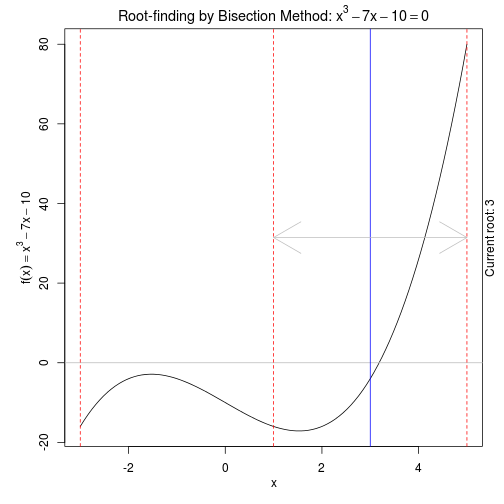 Root-finding by Bisection Method: x³ − 7x − 10 = 0
f(x) = x³ − 7x − 10
80
60
40
20
0
-20
-2
0
2
4
x
Current root: 3